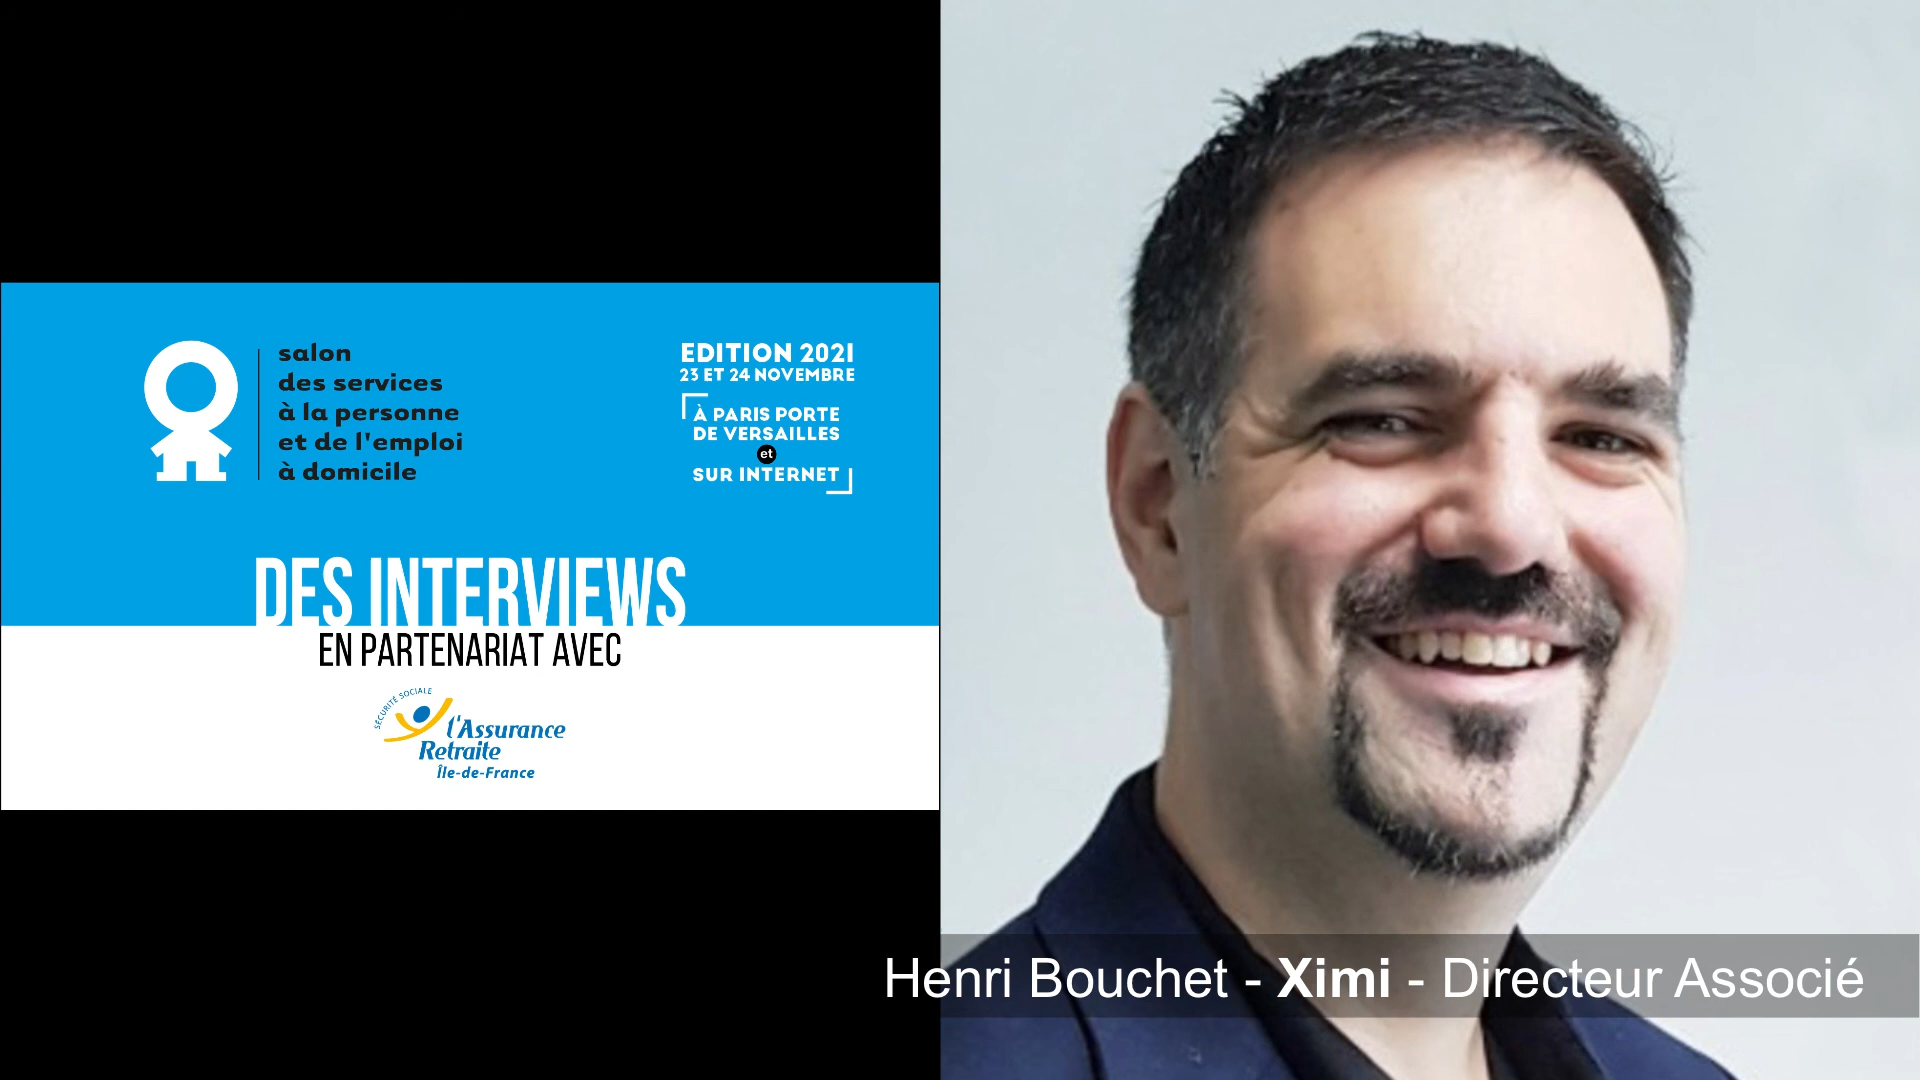 salon
des services
à la personne
et de l'emploi
à domicile
EDITION 2021
23 ET 24 NOVEMBRE
À PARIS PORTE
DE VERSAILLES
et
SUR INTERNET
DES INTERVIEWS
EN PARTENARIAT AVEC
SÉCURITÉ SOCIALE
l'Assurance
Retraite
Île-de-France
Henri Bouchet - Ximi - Directeur Associé